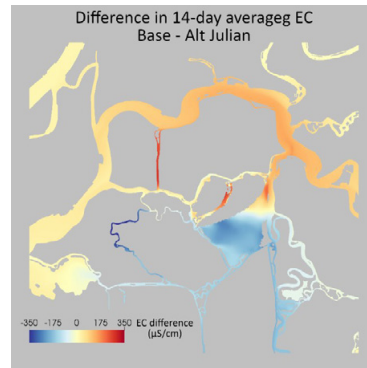 Difference in 14-day averageg EC
Base - Alt Julian
-350 -175 0 175 350
EC difference
(µS/cm)